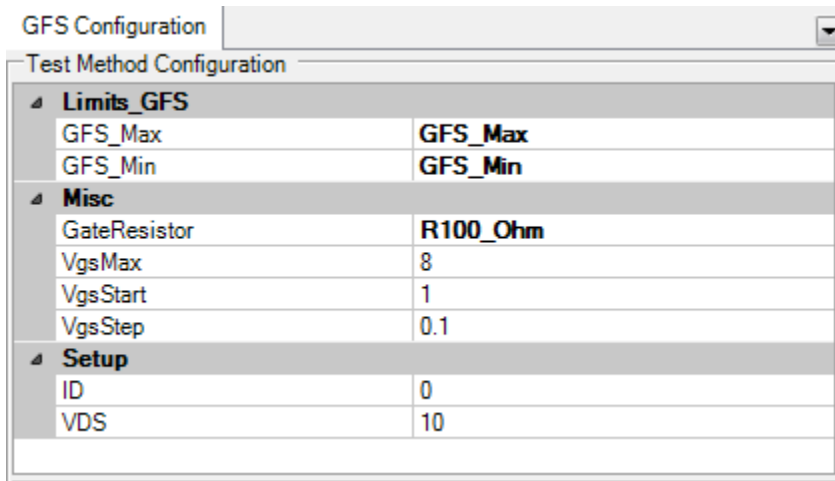 GFS Configuration
Test Method Configuration
Limits_GFS
GFS_Max GFS_Max
GFS_Min GFS_Min
Misc
GateResistor R100_Ohm
VgsMax 8
VgsStart 1
VgsStep 0.1
Setup
ID 0
VDS 10